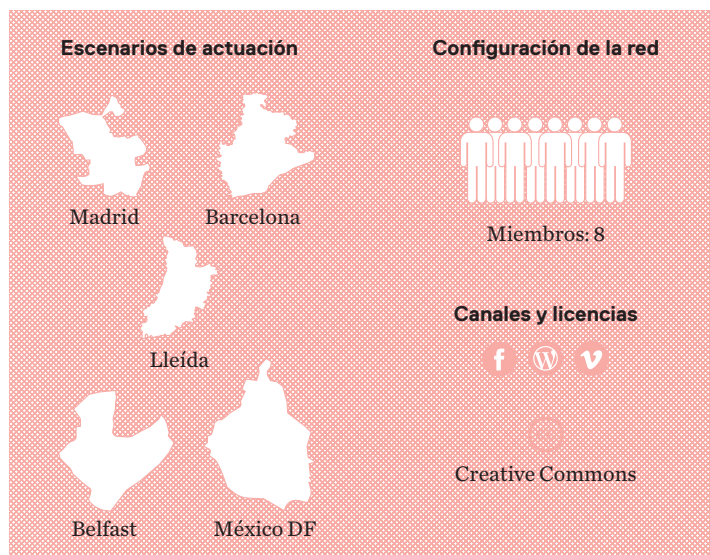 Escenarios de actuación
Madrid
Barcelona
Lleída
Belfast
México DF
Configuración de la red
Miembros: 8
Canales y licencias
Creative Commons